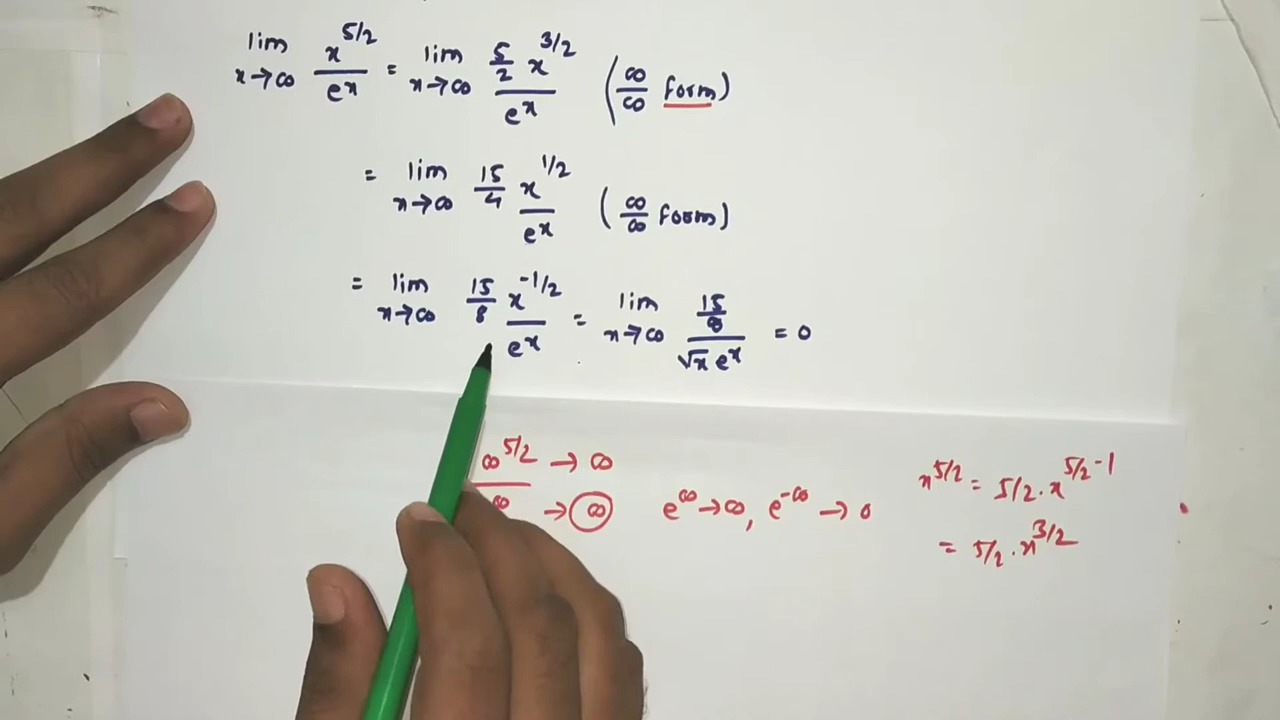 lim x→∞ x^5/2 / e^x = lim x→∞ 5/2 x^3/2 / e^x (∞/∞ form)
= lim x→∞ 15/4 x^1/2 / e^x (∞/∞ form)
= lim x→∞ 15/8 x^-1/2 / e^x = lim x→∞ 15/8 / √x e^x = 0
∞^5/2 → ∞
∞ → ∞
e^∞ → ∞, e^-∞ → 0
x^5/2 = 5/2 . x^5/2 -1
= 5/2 . x^3/2